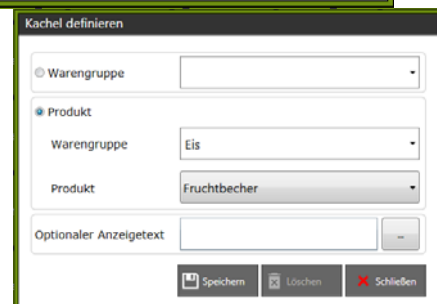 Kachel definieren
Warengruppe
Produkt
Warengruppe Eis
Produkt Fruchtbecher
Optionaler Anzeigetext ...
Speichern Löschen Schließen